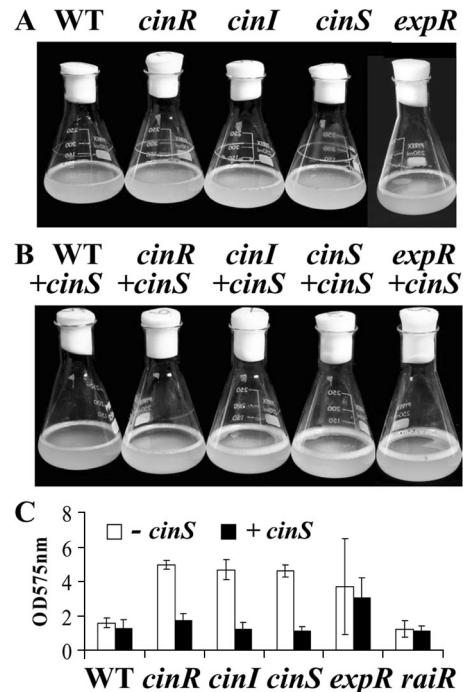 A WT cinR cinI cinS expR
B WT cinR cinI cinS expR
+cinS +cinS +cinS +cinS +cinS
C
8
6
4
2
0
OD575nm
- cinS + cinS
WT cinR cinI cinS expR raiR